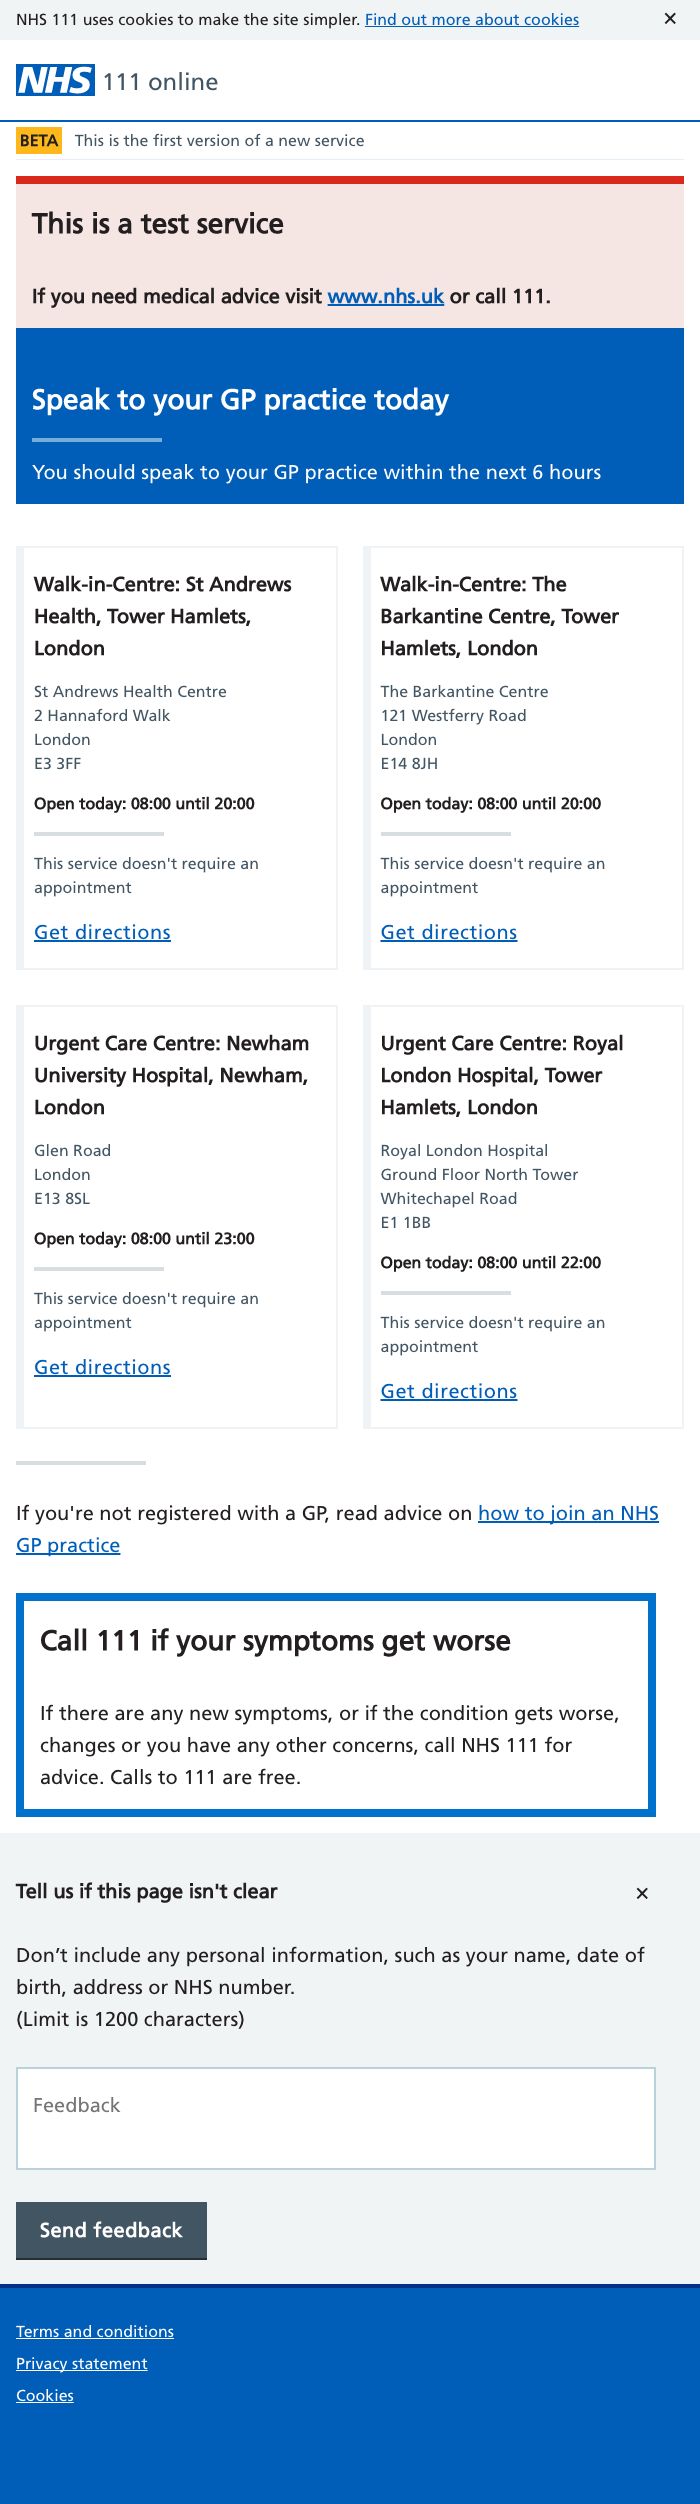 NHS 111 uses cookies to make the site simpler. Find out more about cookies ✕
NHS 111 online
BETA This is the first version of a new service
This is a test service
If you need medical advice visit www.nhs.uk or call 111.
Speak to your GP practice today
You should speak to your GP practice within the next 6 hours
Walk-in-Centre: St Andrews
Health, Tower Hamlets,
London
St Andrews Health Centre
2 Hannaford Walk
London
E3 3FF
Open today: 08:00 until 20:00
This service doesn't require an
appointment
Get directions
Walk-in-Centre: The
Barkantine Centre, Tower
Hamlets, London
The Barkantine Centre
121 Westferry Road
London
E14 8JH
Open today: 08:00 until 20:00
This service doesn't require an
appointment
Get directions
Urgent Care Centre: Newham
University Hospital, Newham,
London
Glen Road
London
E13 8SL
Open today: 08:00 until 23:00
This service doesn't require an
appointment
Get directions
Urgent Care Centre: Royal
London Hospital, Tower
Hamlets, London
Royal London Hospital
Ground Floor North Tower
Whitechapel Road
E1 1BB
Open today: 08:00 until 22:00
This service doesn't require an
appointment
Get directions
If you're not registered with a GP, read advice on how to join an NHS
GP practice
Call 111 if your symptoms get worse
If there are any new symptoms, or if the condition gets worse,
changes or you have any other concerns, call NHS 111 for
advice. Calls to 111 are free.
Tell us if this page isn't clear ✕
Don’t include any personal information, such as your name, date of
birth, address or NHS number.
(Limit is 1200 characters)
Feedback
Send feedback
Terms and conditions
Privacy statement
Cookies